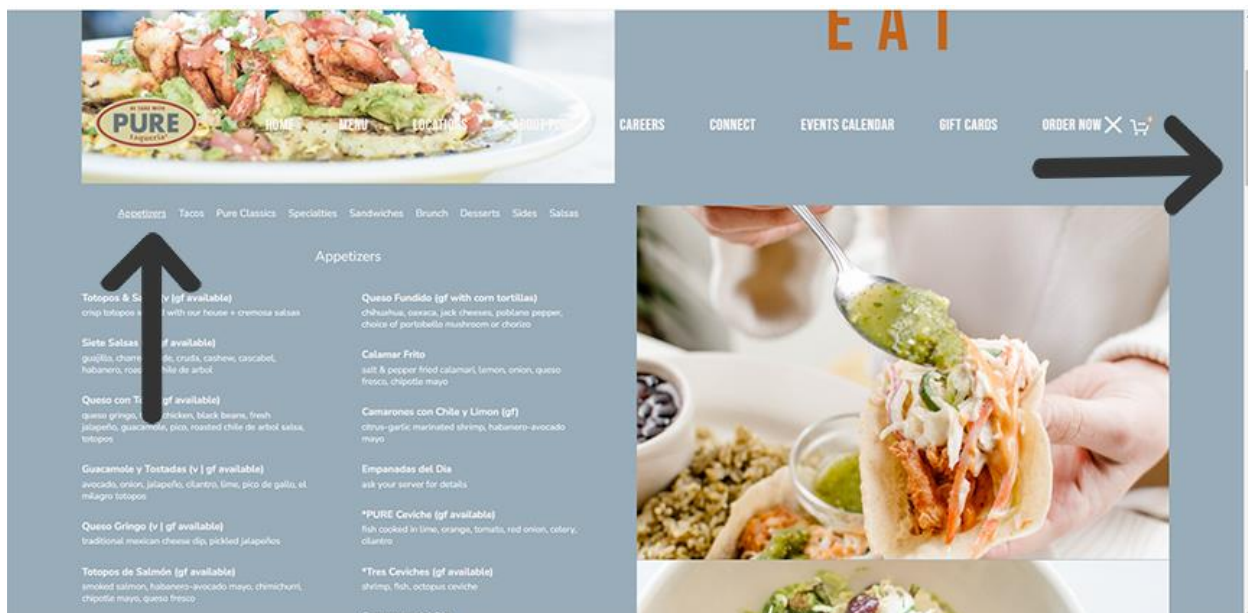 EAT
PURE
taqueria
HOME MENU LOCATIONS ABOUT CAREERS CONNECT EVENTS CALENDAR GIFT CARDS ORDER NOW
Appetizers Tacos Pure Classics Specialties Sandwiches Brunch Desserts Sides Salsas
Appetizers
Totopos & (v | gf available)
crisp totopos with our house + cremosa salsas
Siete Salsas gf available)
guajillo, cruda, cashew, cascabel,
habanero, chile de arbol
Queso con gf available)
queso gringo, chicken, black beans, fresh
jalapeño, guacamole, pico, roasted chile de arbol salsa,
totopos
Guacamole y Tostadas (v | gf available)
avocado, onion, jalapeño, cilantro, lime, pico de gallo, el
milagro totopos
Queso Gringo (v | gf available)
traditional mexican cheese dip, pickled jalapeños
Totopos de Salmón (gf available)
smoked salmon, habanero-avocado mayo, chimichurri,
chipotle mayo, queso fresco
Queso Fundido (gf with corn tortillas)
chihuahua, oaxaca, jack cheeses, poblano pepper,
choice of portobello mushroom or chorizo
Calamar Frito
salt & pepper fried calamari, lemon, onion, queso
fresco, chipotle mayo
Camarones con Chile y Limon (gf)
citrus-garlic marinated shrimp, habanero-avocado
mayo
Empanadas del Dia
ask your server for details
*PURE Ceviche (gf available)
fish cooked in lime, orange, tomato, red onion, celery,
cilantro
*Tres Ceviches (gf available)
shrimp, fish, octopus ceviche